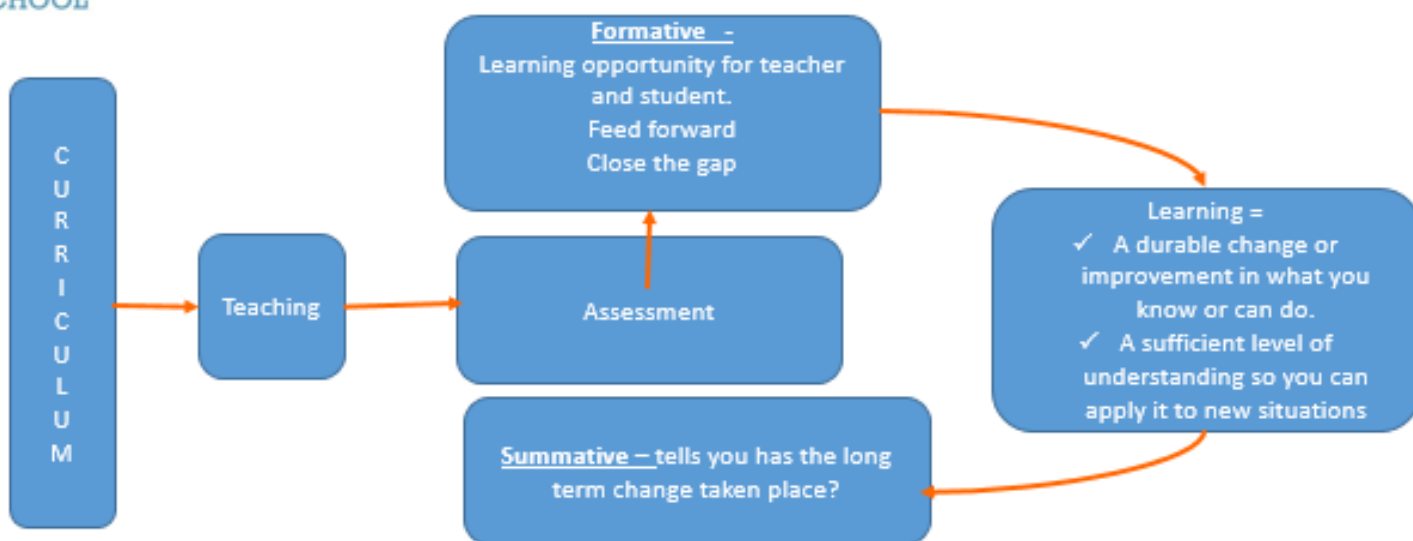 CHOOL
C
U
R
R
I
C
U
L
U
M
Teaching
Assessment
Formative -
Learning opportunity for teacher
and student.
Feed forward
Close the gap
Learning =
✓ A durable change or
improvement in what you
know or can do.
✓ A sufficient level of
understanding so you can
apply it to new situations
Summative – tells you has the long
term change taken place?